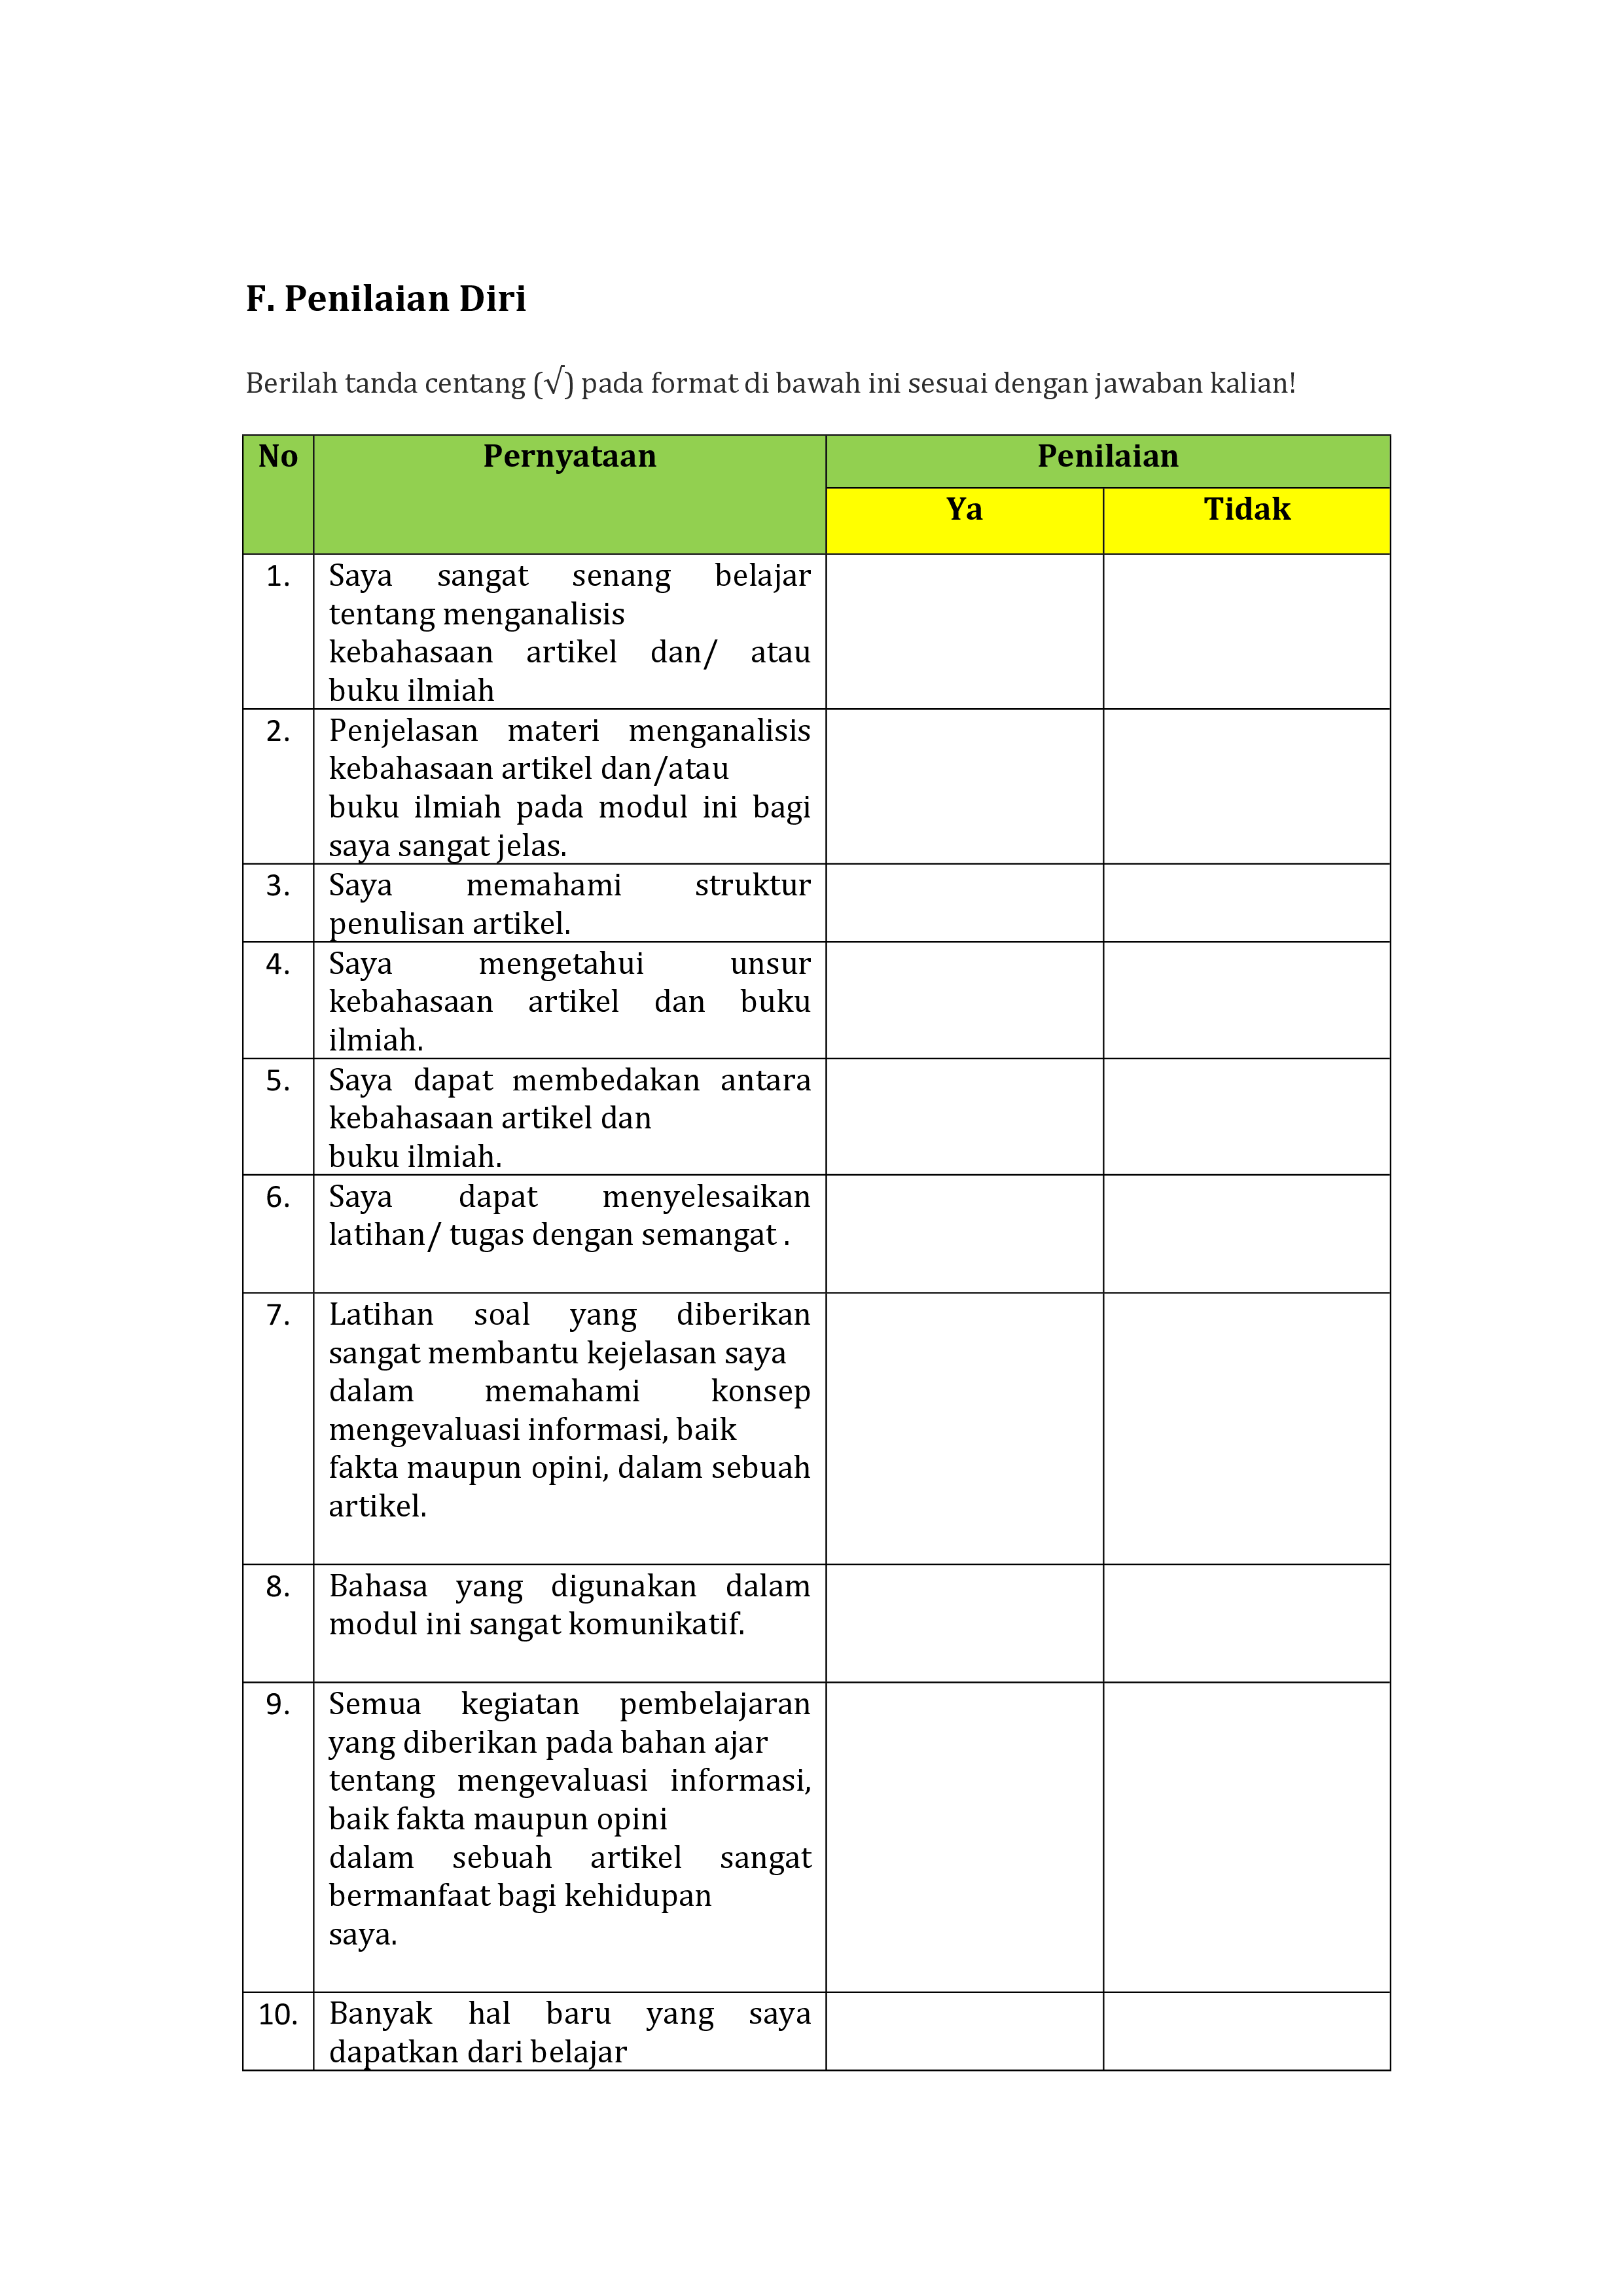 F. Penilaian Diri
Berilah tanda centang (√) pada format di bawah ini sesuai dengan jawaban kalian!
No Pernyataan Penilaian
Ya Tidak
1. Saya sangat senang belajar
tentang menganalisis
kebahasaan artikel dan/ atau
buku ilmiah
2. Penjelasan materi menganalisis
kebahasaan artikel dan/atau
buku ilmiah pada modul ini bagi
saya sangat jelas.
3. Saya memahami struktur
penulisan artikel.
4. Saya mengetahui unsur
kebahasaan artikel dan buku
ilmiah.
5. Saya dapat membedakan antara
kebahasaan artikel dan
buku ilmiah.
6. Saya dapat menyelesaikan
latihan/ tugas dengan semangat .
7. Latihan soal yang diberikan
sangat membantu kejelasan saya
dalam memahami konsep
mengevaluasi informasi, baik
fakta maupun opini, dalam sebuah
artikel.
8. Bahasa yang digunakan dalam
modul ini sangat komunikatif.
9. Semua kegiatan pembelajaran
yang diberikan pada bahan ajar
tentang mengevaluasi informasi,
baik fakta maupun opini
dalam sebuah artikel sangat
bermanfaat bagi kehidupan
saya.
10. Banyak hal baru yang saya
dapatkan dari belajar